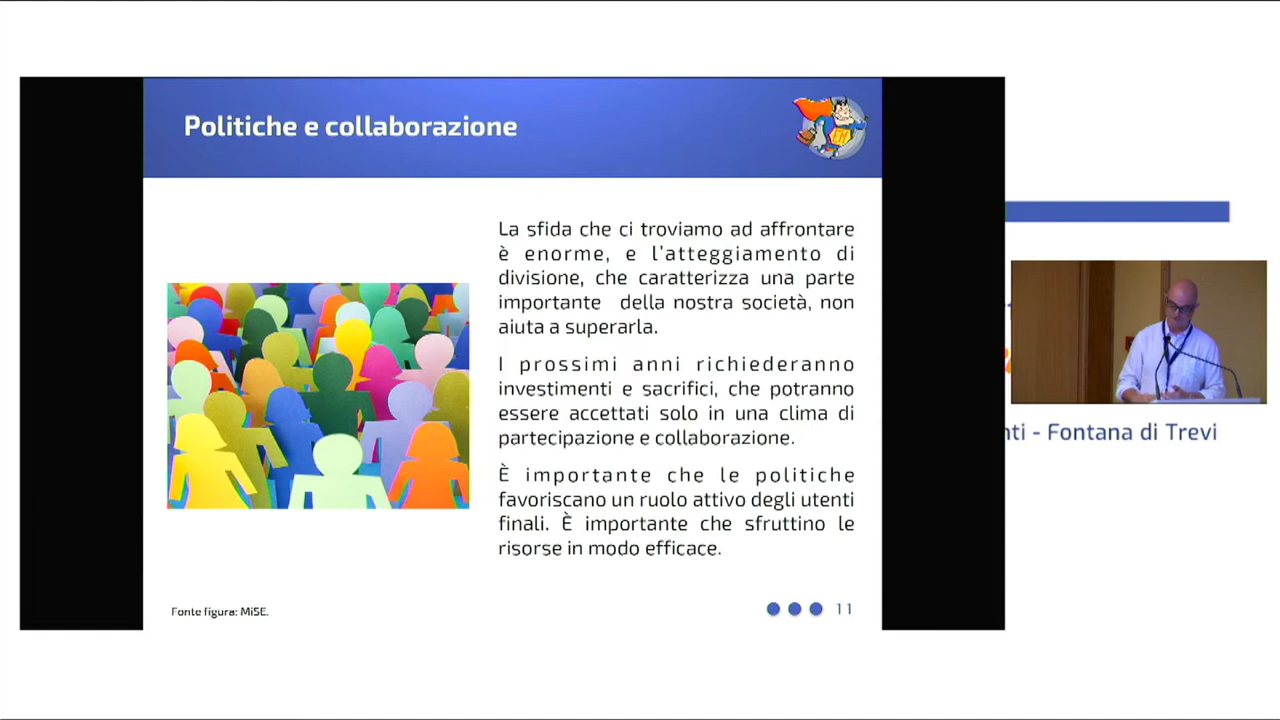 Politiche e collaborazione
La sfida che ci troviamo ad affrontare
è enorme, e l'atteggiamento di
divisione, che caratterizza una parte
importante della nostra società, non
aiuta a superarla.
I prossimi anni richiederanno
investimenti e sacrifici, che potranno
essere accettati solo in una clima di
partecipazione e collaborazione.
È importante che le politiche
favoriscano un ruolo attivo degli utenti
finali. È importante che sfruttino le
risorse in modo efficace.
Fonte figura: MiSE.
11
nti - Fontana di Trevi